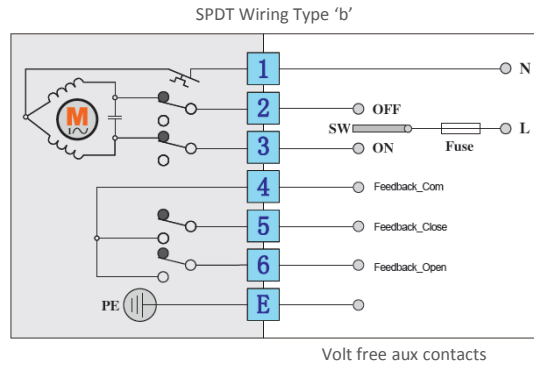 SPDT Wiring Type ‘b’
1
N
2
OFF
SW
L
3
ON
Fuse
4
Feedback_Com
5
Feedback_Close
6
Feedback_Open
PE
E
M
Volt free aux contacts